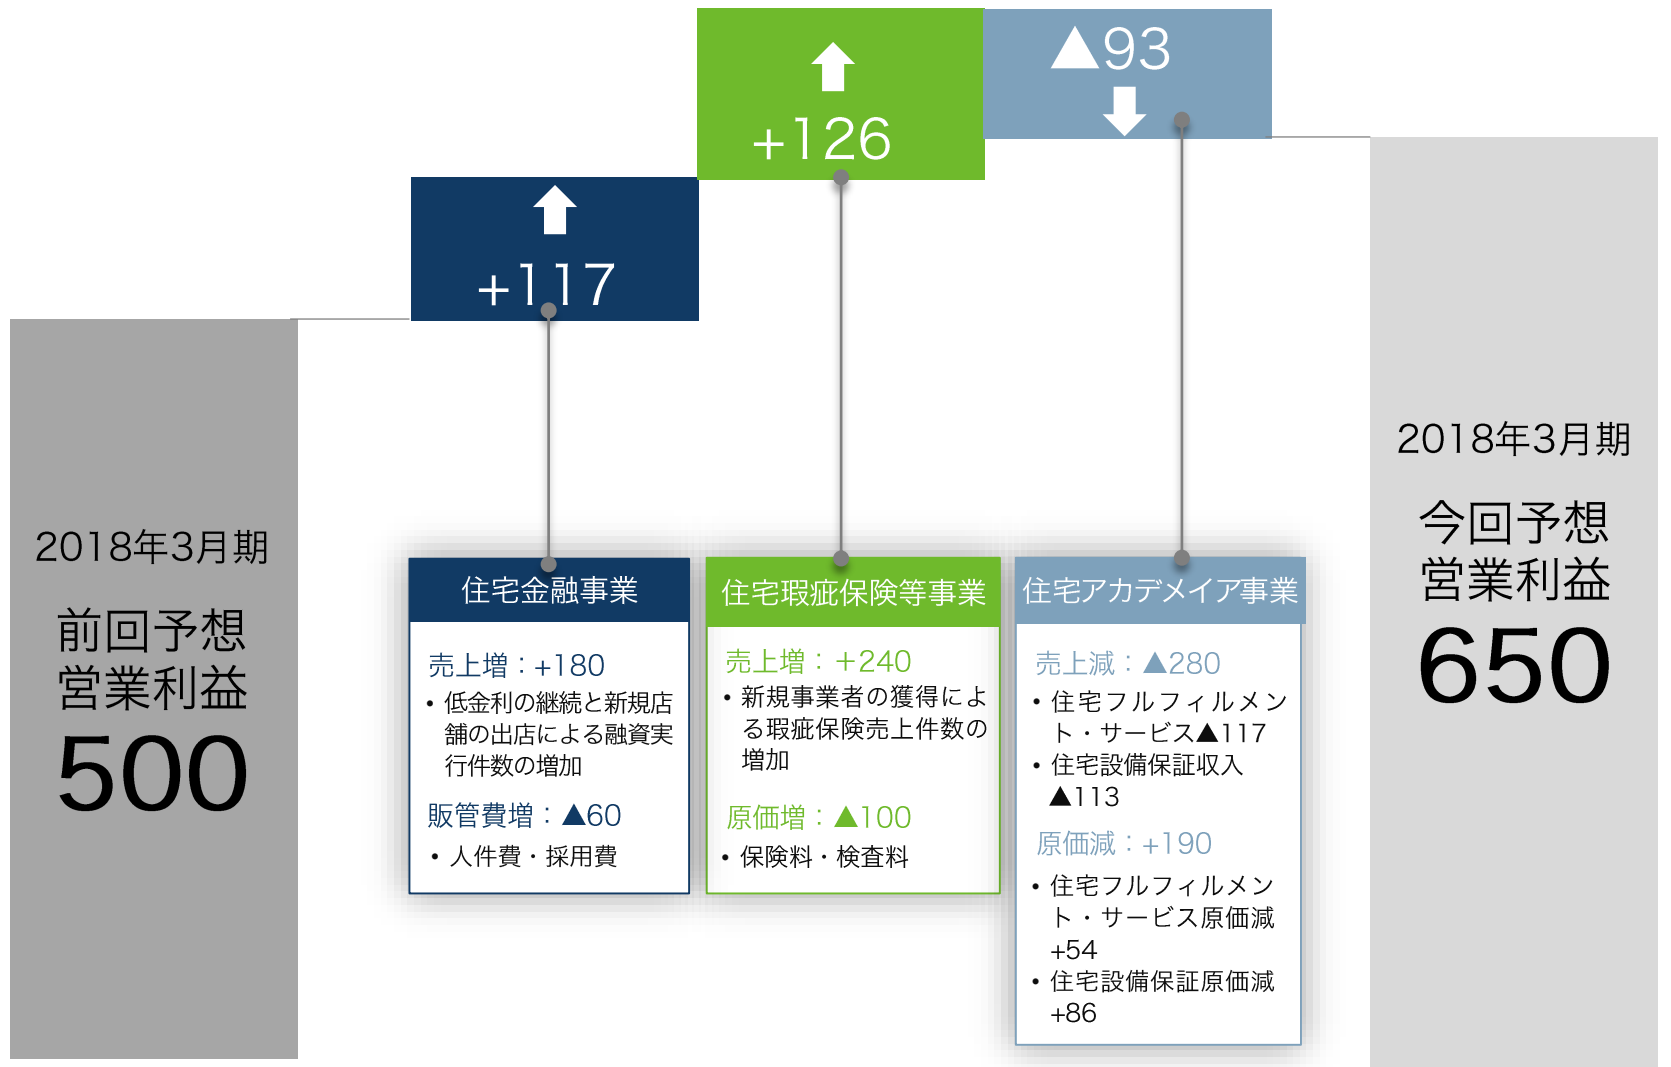 2018年3月期
前回予想
営業利益
500
+117
+126
▲93
住宅金融事業
売上増：+180
• 低金利の継続と新規店
舗の出店による融資実
行件数の増加
販管費増：▲60
• 人件費・採用費
住宅瑕疵保険等事業
売上増：＋240
• 新規事業者の獲得によ
る瑕疵保険売上件数の
増加
原価増：▲100
• 保険料・検査料
住宅アカデメイア事業
売上減：▲280
• 住宅フルフィルメン
ト・サービス▲117
• 住宅設備保証収入
▲113
原価減：+190
• 住宅フルフィルメン
ト・サービス原価減
+54
• 住宅設備保証原価減
+86
2018年3月期
今回予想
営業利益
650